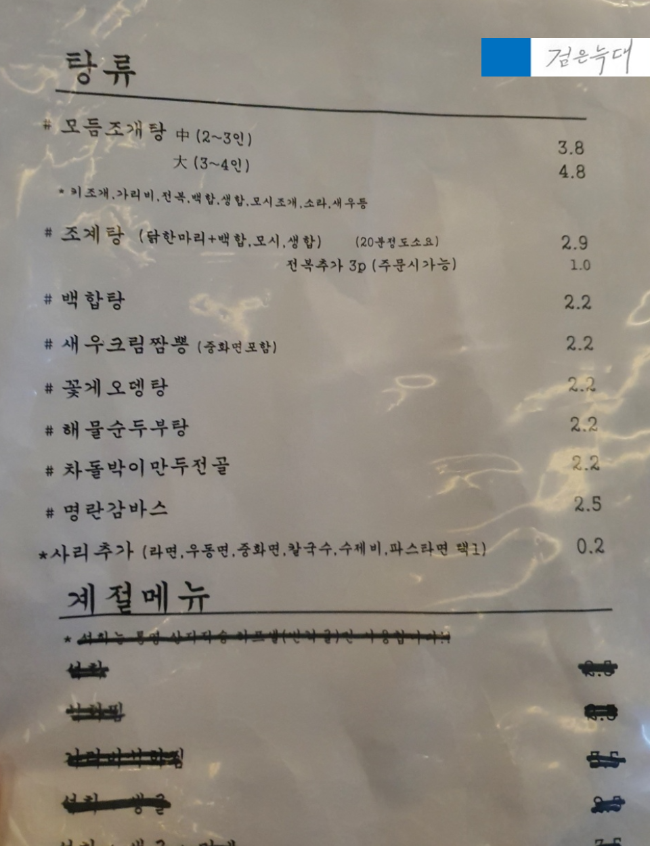 검은늑대
탕류
# 모듬조개탕 中 (2~3인) 3.8
大 (3~4인) 4.8
* 키조개,가리비,전복,백합,생합,모시조개,소라,새우등
# 조계탕 (닭한마리+백합,모시,생합) (20분정도소요) 2.9
전복추가 3p (주문시가능) 1.0
# 백합탕 2.2
# 새우크림짬뽕 (중화면포함) 2.2
# 꽃게오뎅탕 2.2
# 해물순두부탕 2.2
# 차돌박이만두전골 2.2
# 명란감바스 2.5
*사리추가 (라면,우동면,중화면,칼국수,수제비,파스타면 택1) 0.2
계절메뉴